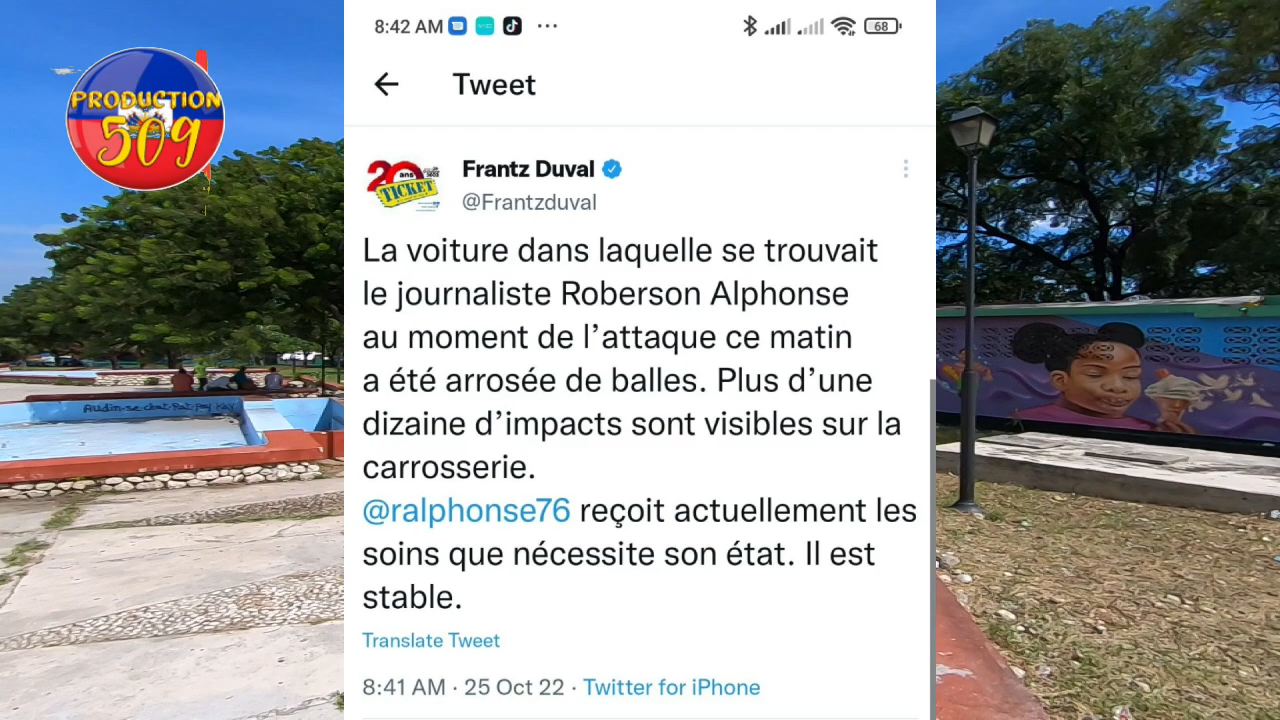 PRODUCTION
509
8:42 AM
68
Tweet
20 ans
TICKET
Frantz Duval
@Frantzduval
La voiture dans laquelle se trouvait
le journaliste Roberson Alphonse
au moment de l’attaque ce matin
a été arrosée de balles. Plus d’une
dizaine d’impacts sont visibles sur la
carrosserie.
@ralphonse76 reçoit actuellement les
soins que nécessite son état. Il est
stable.
Translate Tweet
8:41 AM · 25 Oct 22 · Twitter for iPhone